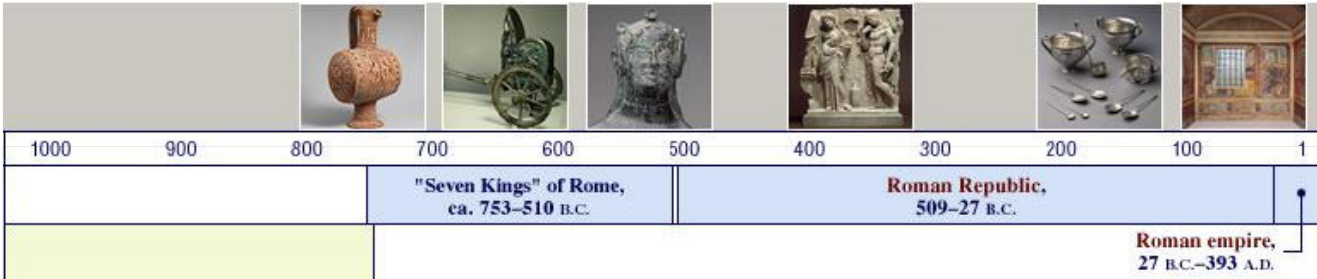 1000 900 800 700 600 500 400 300 200 100 1
"Seven Kings" of Rome,
ca. 753–510 B.C.
Roman Republic,
509–27 B.C.
Roman empire,
27 B.C.–393 A.D.